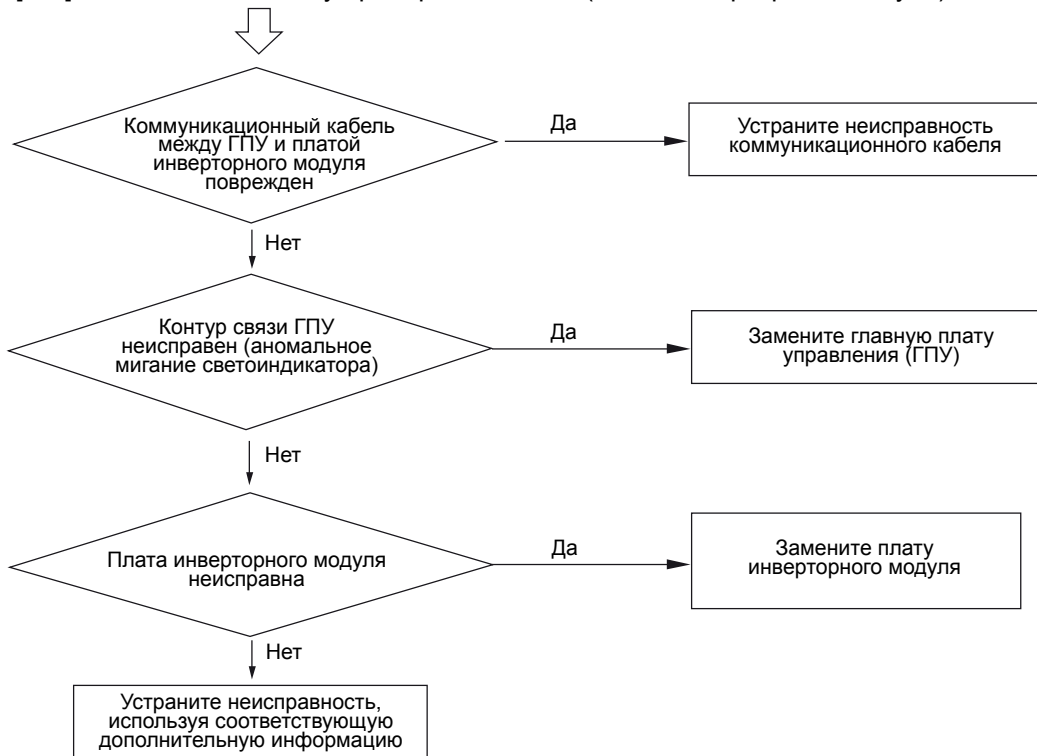 Коммуникационный кабель
между ГПУ и платой
инверторного модуля
поврежден
Да
Устраните неисправность
коммуникационного кабеля
Нет
Контур связи ГПУ
неисправен (аномальное
мигание светоиндикатора)
Да
Замените главную плату
управления (ГПУ)
Нет
Плата инверторного модуля
неисправна
Да
Замените плату
инверторного модуля
Нет
Устраните неисправность,
используя соответствующую
дополнительную информацию